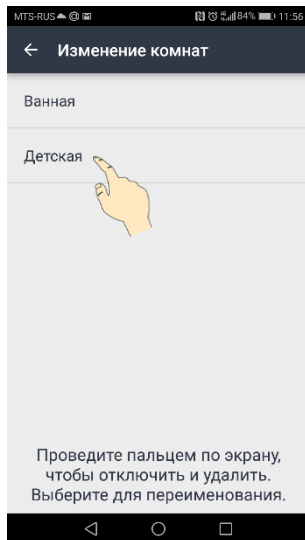 MTS-RUS 84% 11:56
Изменение комнат
Ванная
Детская
Проведите пальцем по экрану,
чтобы отключить и удалить.
Выберите для переименования.